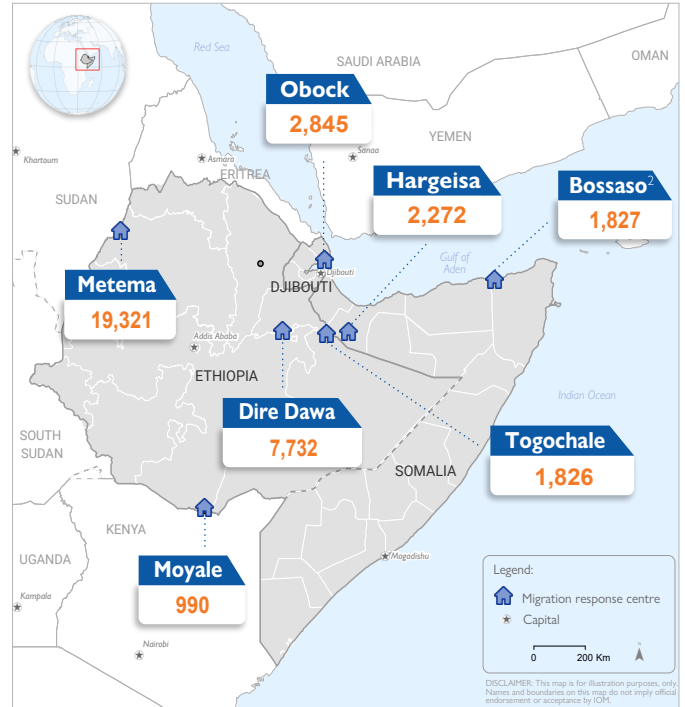 Red Sea
SAUDI ARABIA
OMAN
Obock
2,845
YEMEN
Sanaa
Khartoum
Asmara
ERITREA
SUDAN
Hargeisa
2,272
Bossaso2
1,827
Gulf of
Aden
Djibouti
DJIBOUTI
Metema
19,321
Addis Ababa
ETHIOPIA
Indian Ocean
Dire Dawa
7,732
Togochale
1,826
SOUTH
SUDAN
SOMALIA
KENYA
UGANDA
Mogadishu
Moyale
990
Kampala
Nairobi
Legend:
Migration response centre
Capital
0 200 Km
N
DISCLAIMER: This map is for illustration purposes, only.
Names and boundaries on this map do not imply official
endorsement or acceptance by IOM.